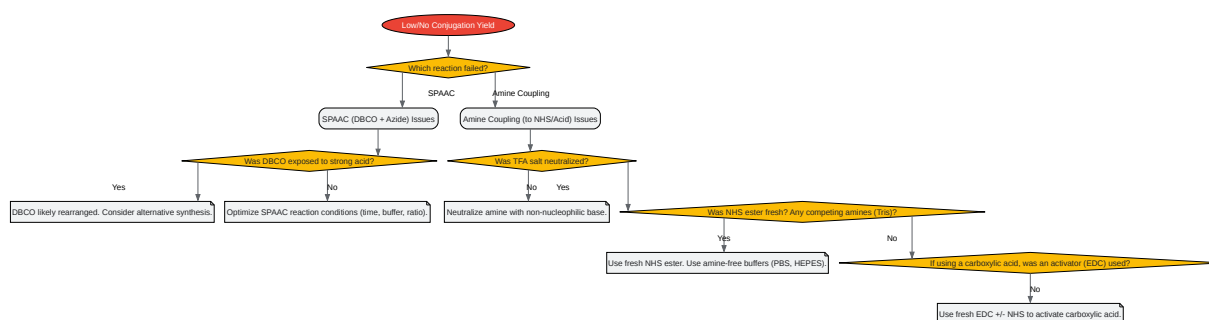 Low/No Conjugation Yield
Which reaction failed?
SPAAC
Amine Coupling
SPAAC (DBCO + Azide) Issues
Amine Coupling (to NHS/Acid) Issues
Was DBCO exposed to strong acid?
Was TFA salt neutralized?
Yes
No
No
Yes
DBCO likely rearranged. Consider alternative synthesis.
Optimize SPAAC reaction conditions (time, buffer, ratio).
Neutralize amine with non-nucleophilic base.
Was NHS ester fresh? Any competing amines (Tris)?
Yes
No
Use fresh NHS ester. Use amine-free buffers (PBS, HEPES).
If using a carboxylic acid, was an activator (EDC) used?
No
Use fresh EDC +/- NHS to activate carboxylic acid.